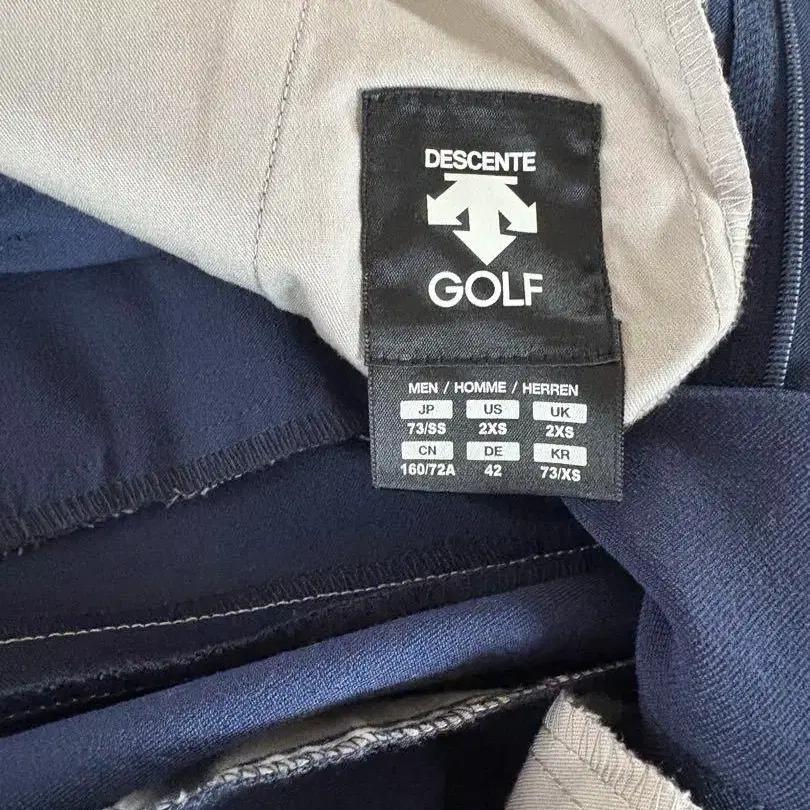 DESCENTE
GOLF
MEN / HOMME / HERREN
JP US UK
73/SS 2XS 2XS
CN DE KR
160/72A 42 73/XS